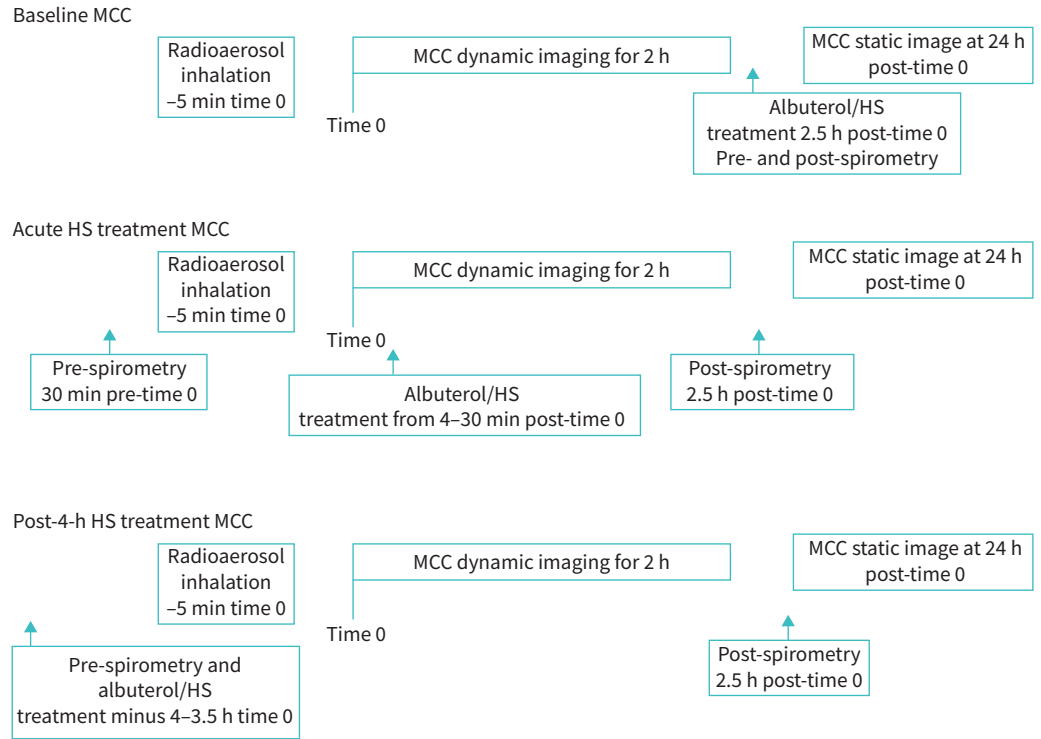 Baseline MCC
Radioaerosol
inhalation
–5 min time 0
MCC dynamic imaging for 2 h
Time 0
MCC static image at 24 h
post-time 0
Albuterol/HS
treatment 2.5 h post-time 0
Pre- and post-spirometry
Acute HS treatment MCC
Radioaerosol
inhalation
–5 min time 0
MCC dynamic imaging for 2 h
Time 0
MCC static image at 24 h
post-time 0
Pre-spirometry
30 min pre-time 0
Albuterol/HS
treatment from 4–30 min post-time 0
Post-spirometry
2.5 h post-time 0
Post-4-h HS treatment MCC
Radioaerosol
inhalation
–5 min time 0
MCC dynamic imaging for 2 h
Time 0
MCC static image at 24 h
post-time 0
Pre-spirometry and
albuterol/HS
treatment minus 4–3.5 h time 0
Post-spirometry
2.5 h post-time 0